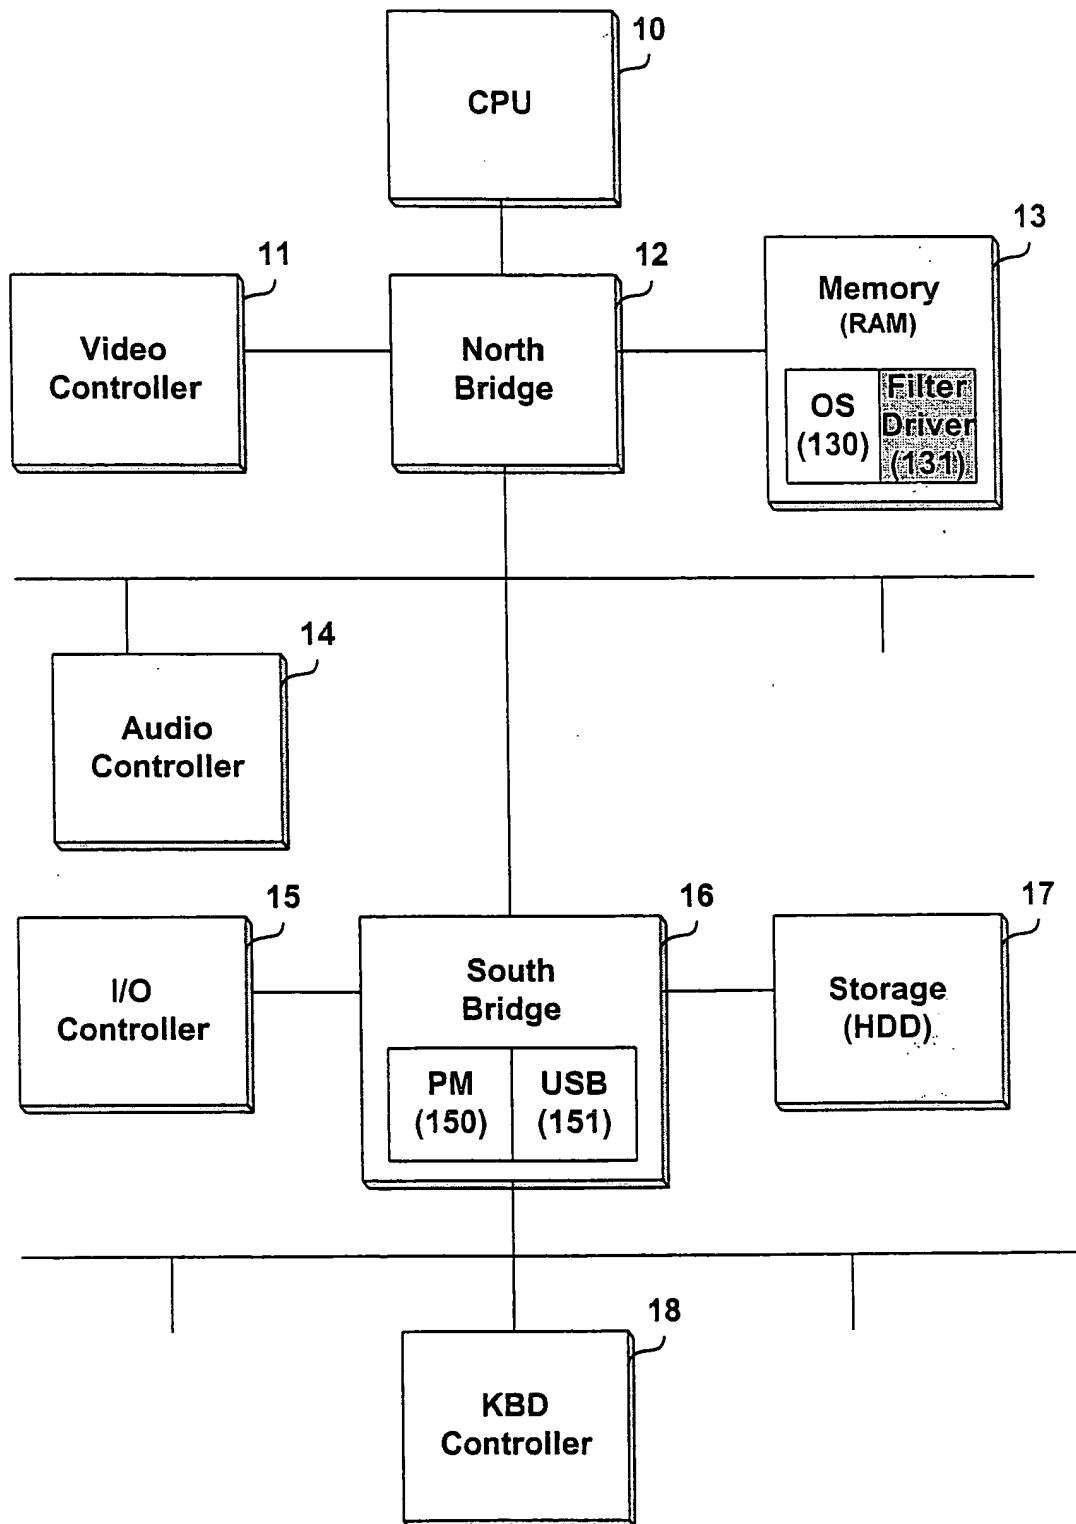 10
CPU
11
12
13
Video
Controller
North
Bridge
Memory
(RAM)
OS
(130)
Filter
Driver
(131)
14
Audio
Controller
15
16
17
I/O
Controller
South
Bridge
PM
(150)
USB
(151)
Storage
(HDD)
18
KBD
Controller